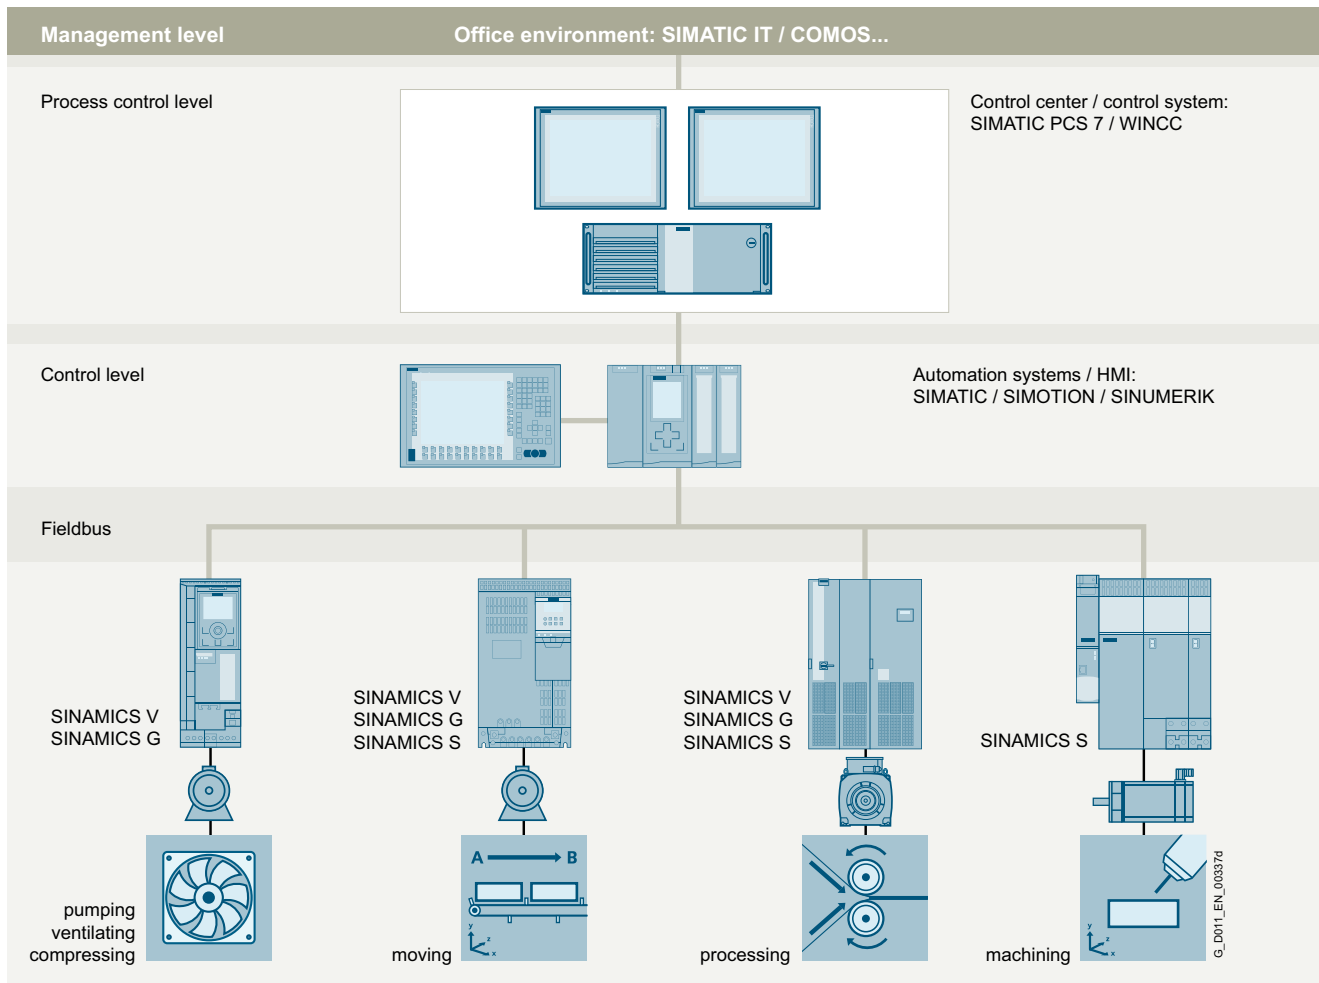 Management level
Office environment: SIMATIC IT / COMOS...
Process control level
Control center / control system:
SIMATIC PCS 7 / WINCC
Control level
Automation systems / HMI:
SIMATIC / SIMOTION / SINUMERIK
Fieldbus
SINAMICS V
SINAMICS G
SINAMICS V
SINAMICS G
SINAMICS S
SINAMICS V
SINAMICS G
SINAMICS S
SINAMICS S
pumping
ventilating
compressing
A B
y
z
x
moving
processing
y
z
x
machining
G_D011_EN_00337d